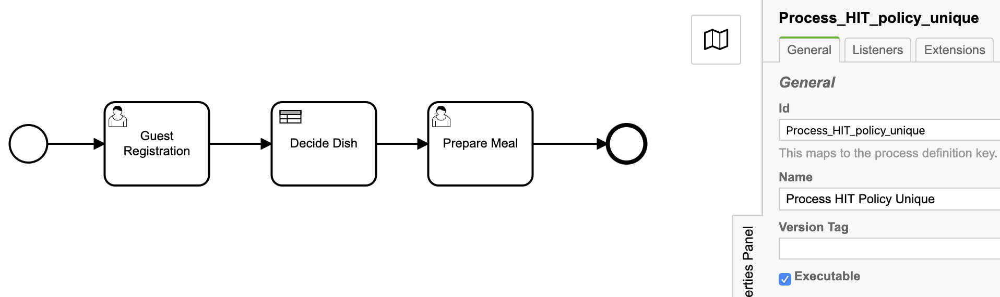 Guest
Registration
Decide Dish
Prepare Meal
erties Panel
Process_HIT_policy_unique
General
Listeners
Extensions
General
Id
Process_HIT_policy_unique
This maps to the process definition key.
Name
Process HIT Policy Unique
Version Tag
Executable